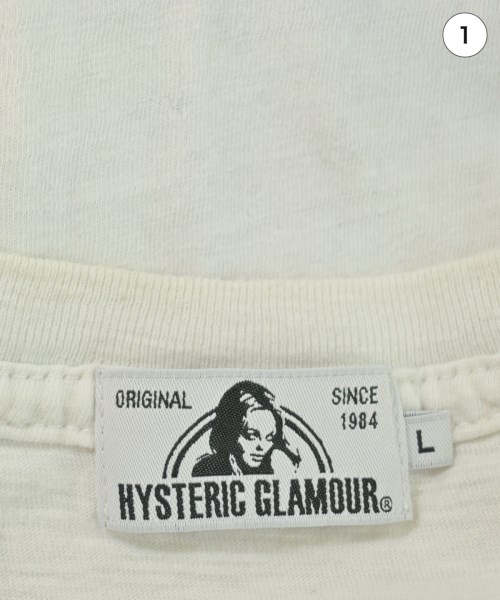 1
ORIGINAL
SINCE
1984
HYSTERIC GLAMOUR®
L